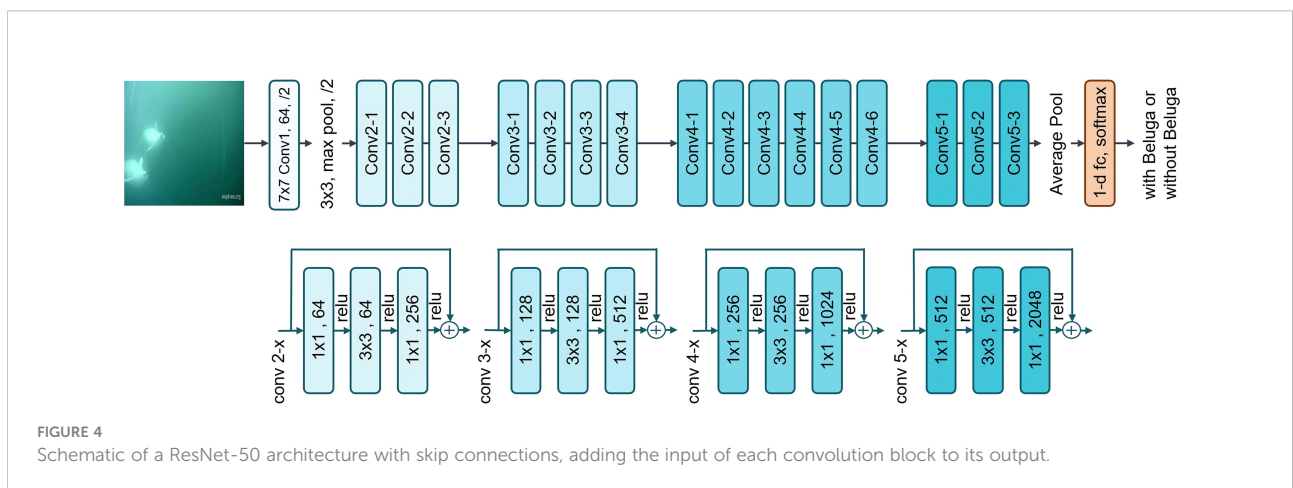 7x7 Conv1, 64, /2
3x3, max pool, /2
Conv2-1
Conv2-2
Conv2-3
Conv3-1
Conv3-2
Conv3-3
Conv3-4
Conv4-1
Conv4-2
Conv4-3
Conv4-4
Conv4-5
Conv4-6
Conv5-1
Conv5-2
Conv5-3
Average Pool
1-d fc, softmax
with Beluga or
without Beluga
conv 2-x
1x1 , 64
relu
3x3 , 64
relu
1x1 , 256
relu
+
conv 3-x
1x1 , 128
relu
3x3 , 128
relu
1x1 , 512
relu
+
conv 4-x
1x1 , 256
relu
3x3 , 256
relu
1x1 , 1024
relu
+
conv 5-x
1x1 , 512
relu
3x3 , 512
relu
1x1 , 2048
relu
+
FIGURE 4
Schematic of a ResNet-50 architecture with skip connections, adding the input of each convolution block to its output.